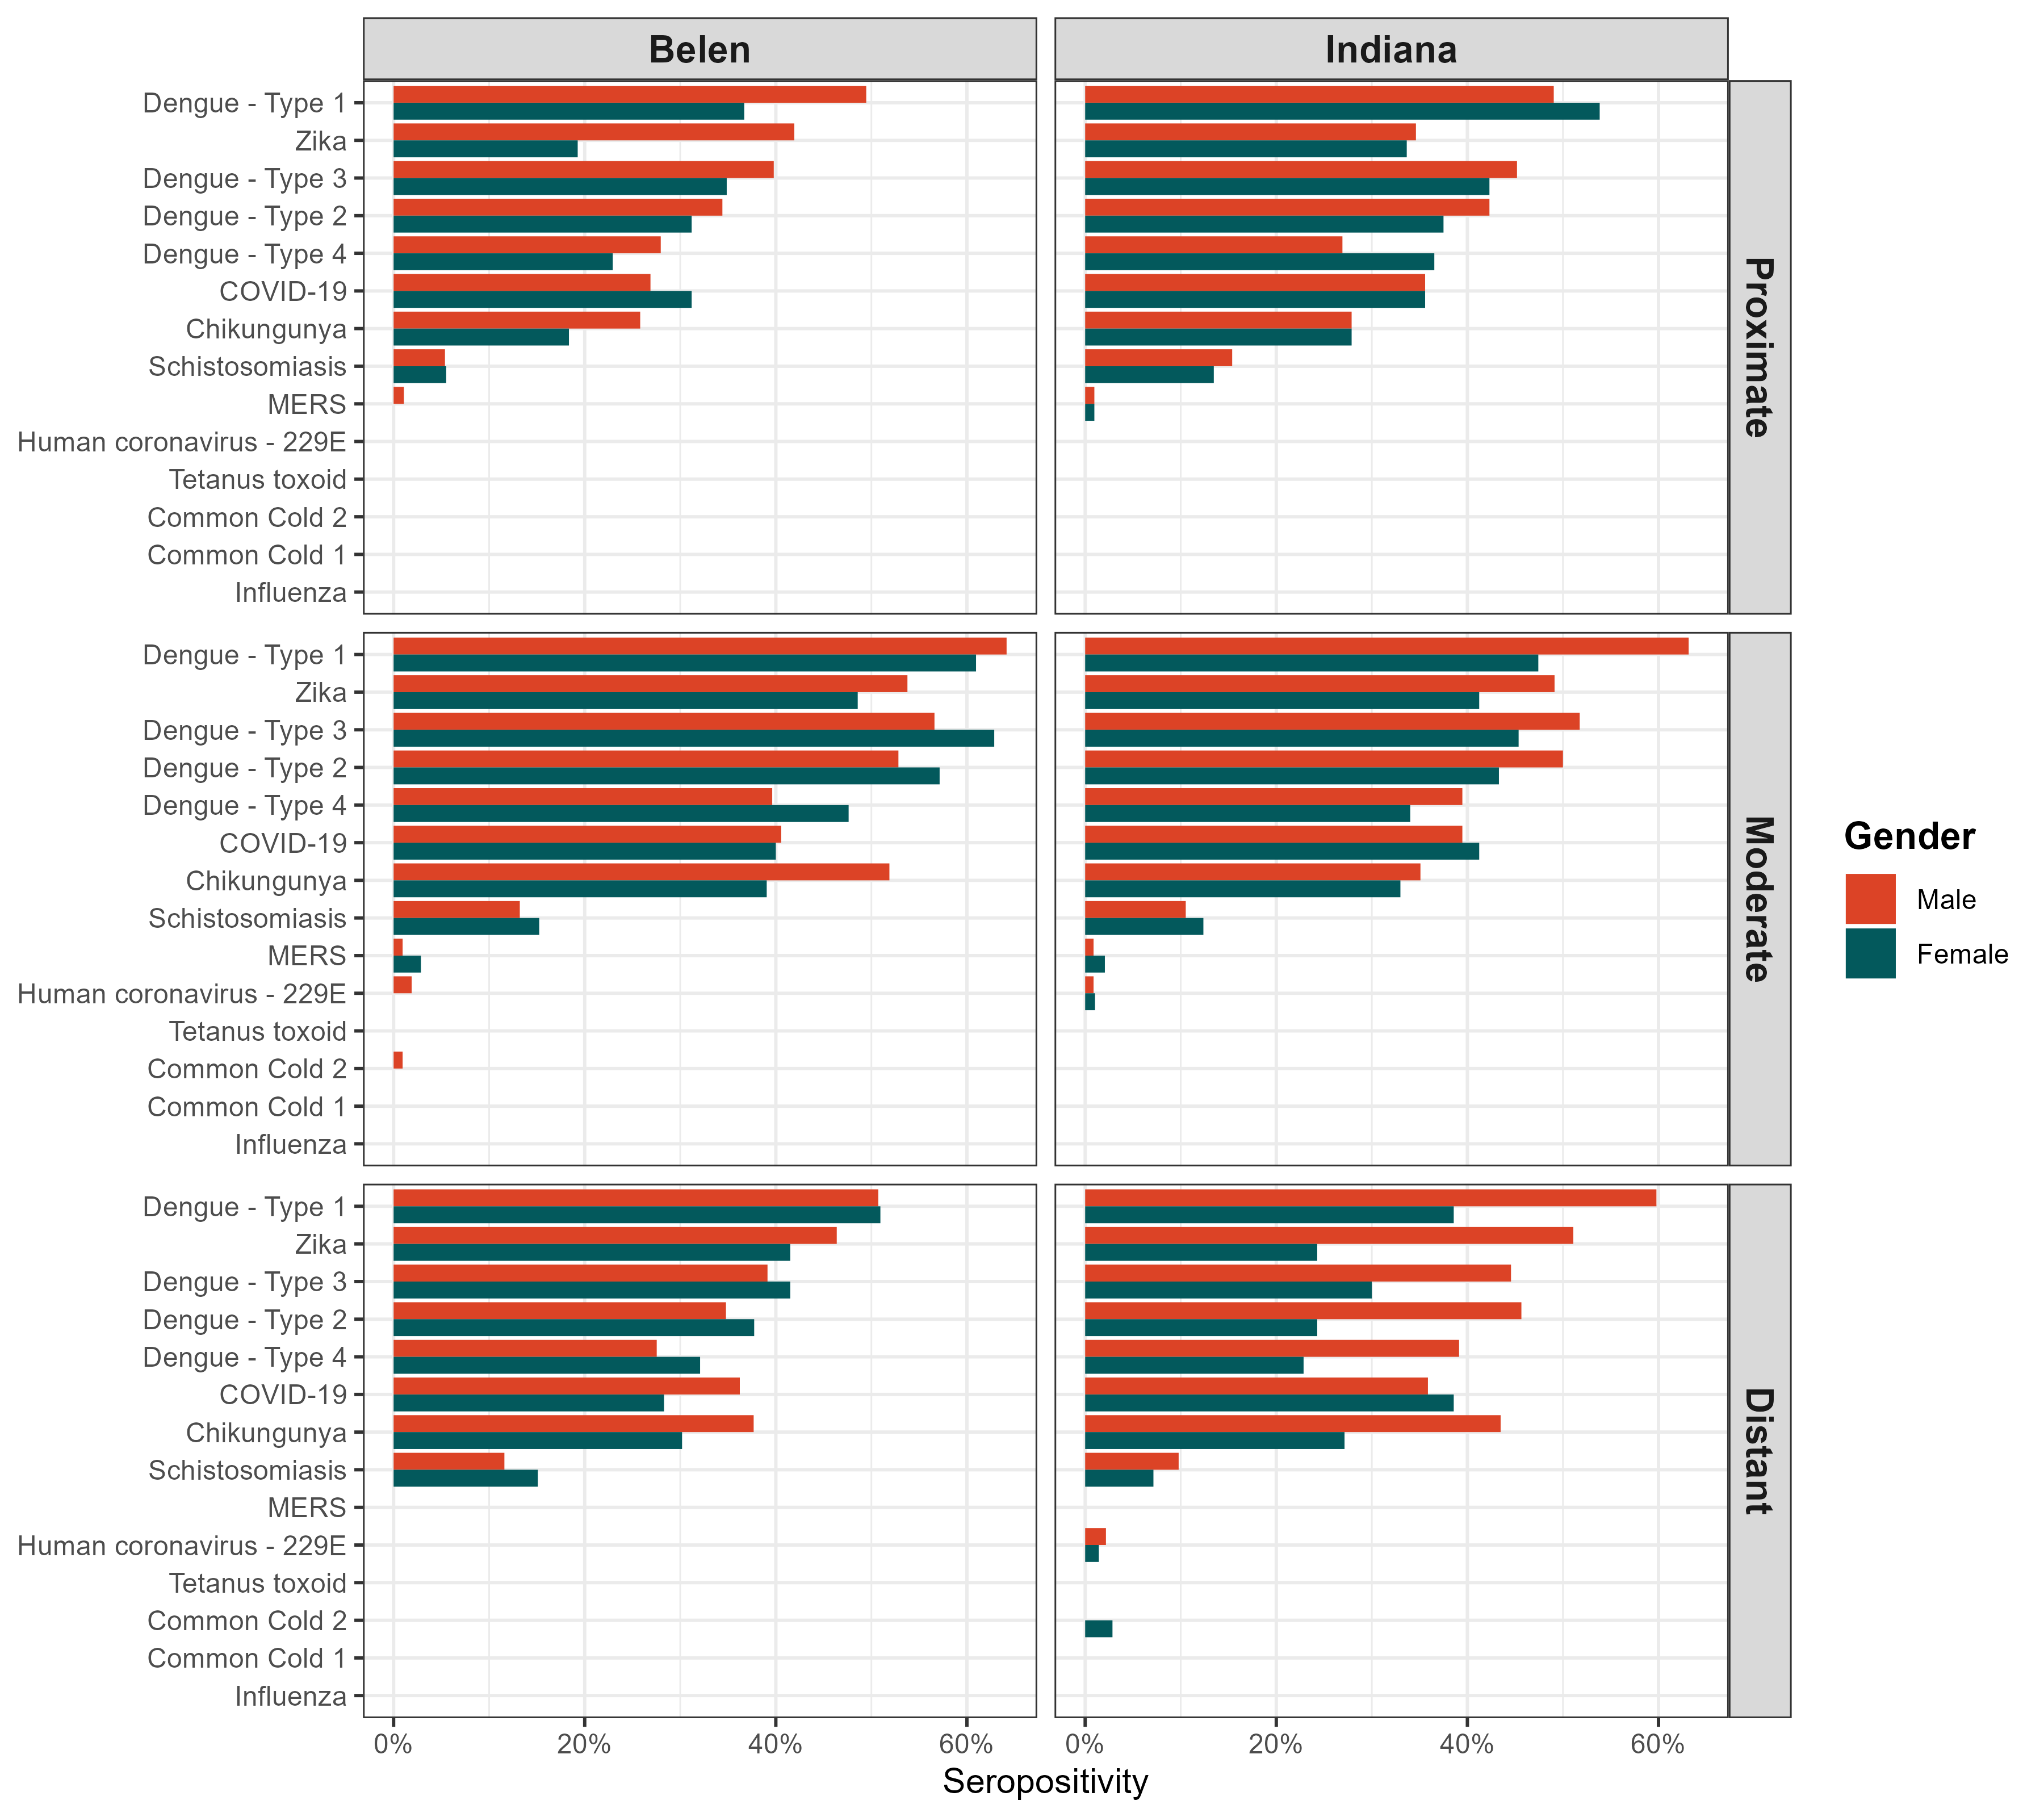 Belen
Indiana
Dengue - Type 1
Zika
Dengue - Type 3
Dengue - Type 2
Dengue - Type 4
COVID-19
Chikungunya
Schistosomiasis
MERS
Human coronavirus - 229E
Tetanus toxoid
Common Cold 2
Common Cold 1
Influenza
Proximate
Dengue - Type 1
Zika
Dengue - Type 3
Dengue - Type 2
Dengue - Type 4
COVID-19
Chikungunya
Schistosomiasis
MERS
Human coronavirus - 229E
Tetanus toxoid
Common Cold 2
Common Cold 1
Influenza
Moderate
Dengue - Type 1
Zika
Dengue - Type 3
Dengue - Type 2
Dengue - Type 4
COVID-19
Chikungunya
Schistosomiasis
MERS
Human coronavirus - 229E
Tetanus toxoid
Common Cold 2
Common Cold 1
Influenza
Distant
0% 20% 40% 60%
0% 20% 40% 60%
Seropositivity
Gender
Male
Female